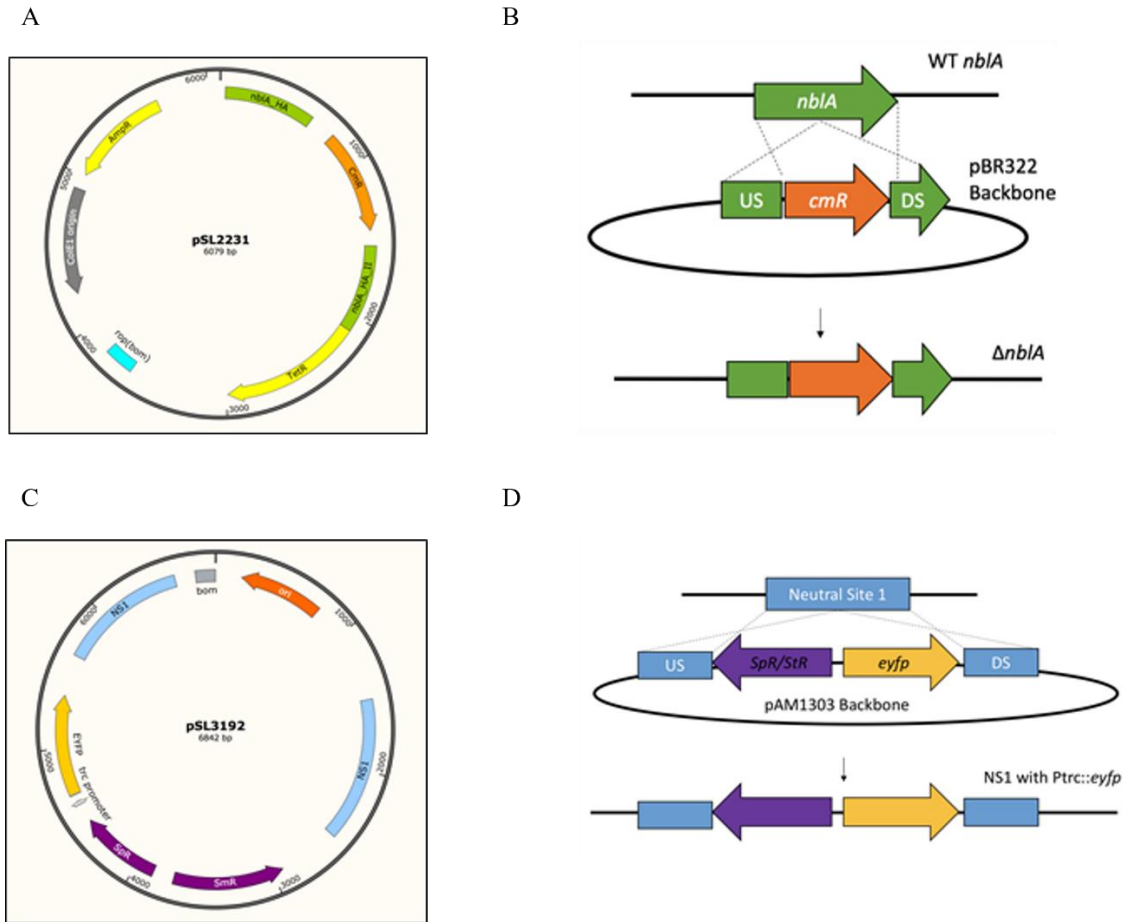 A
B
6000
nblA_HA
1000
CmR
nblA_HA_II
2000
TetR
3000
rop(bom)
4000
ColE1 origin
5000
AmpR
pSL2231
6079 bp
WT nblA
nblA
pBR322
Backbone
US
cmR
DS
ΔnblA
C
D
bom
ori
1000
NS1
2000
3000
SmR
4000
SpR
trc promoter
EYFP
5000
NS1
6000
pSL3192
6842 bp
Neutral Site 1
US
SpR/StR
eyfp
DS
pAM1303 Backbone
NS1 with Ptrc::eyfp